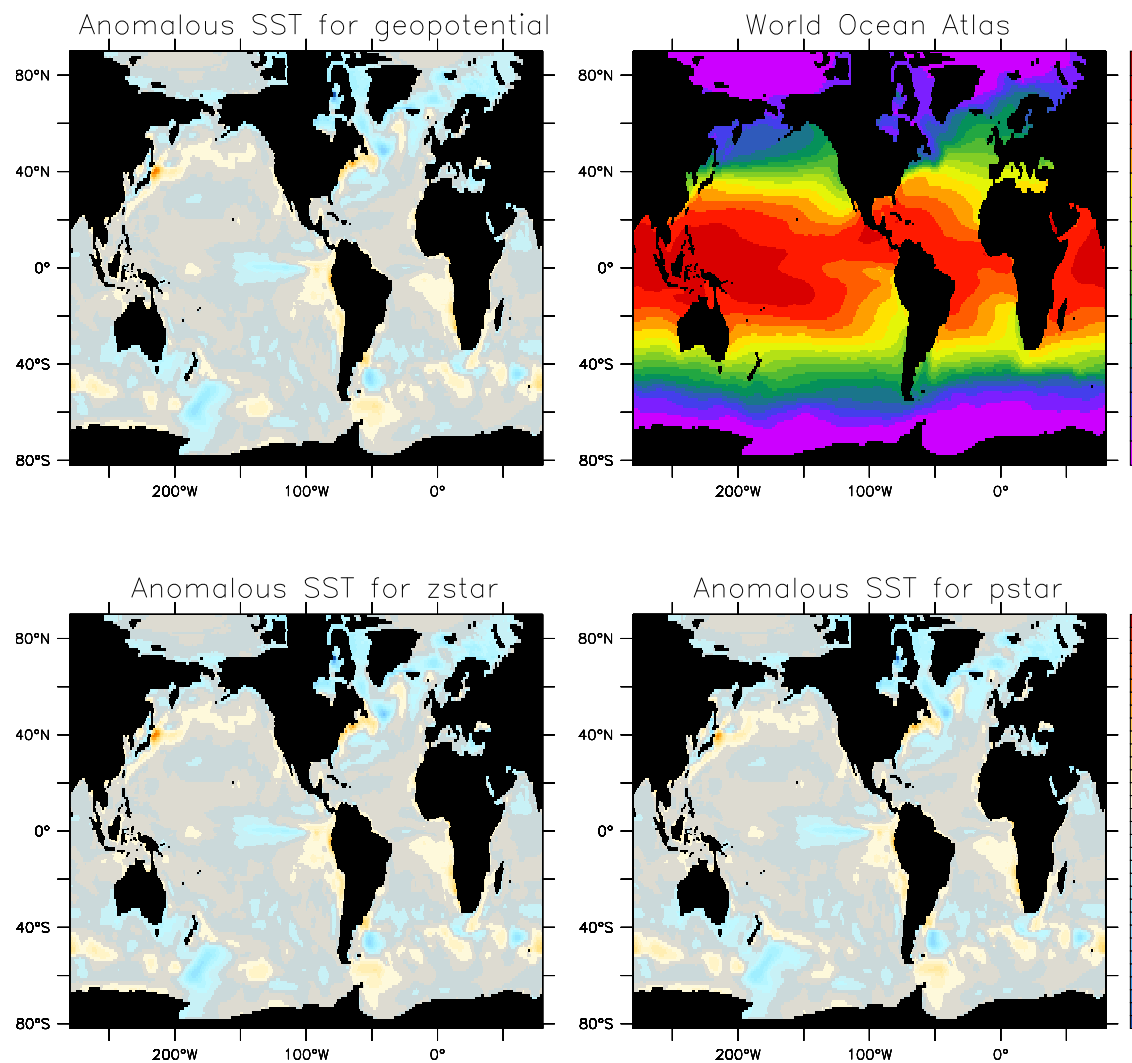 Anomalous SST for geopotential
80°N
40°N
0°
40°S
80°S
200°W 100°W 0°
World Ocean Atlas
80°N
40°N
0°
40°S
80°S
200°W 100°W 0°
Anomalous SST for zstar
80°N
40°N
0°
40°S
80°S
200°W 100°W 0°
Anomalous SST for pstar
80°N
40°N
0°
40°S
80°S
200°W 100°W 0°